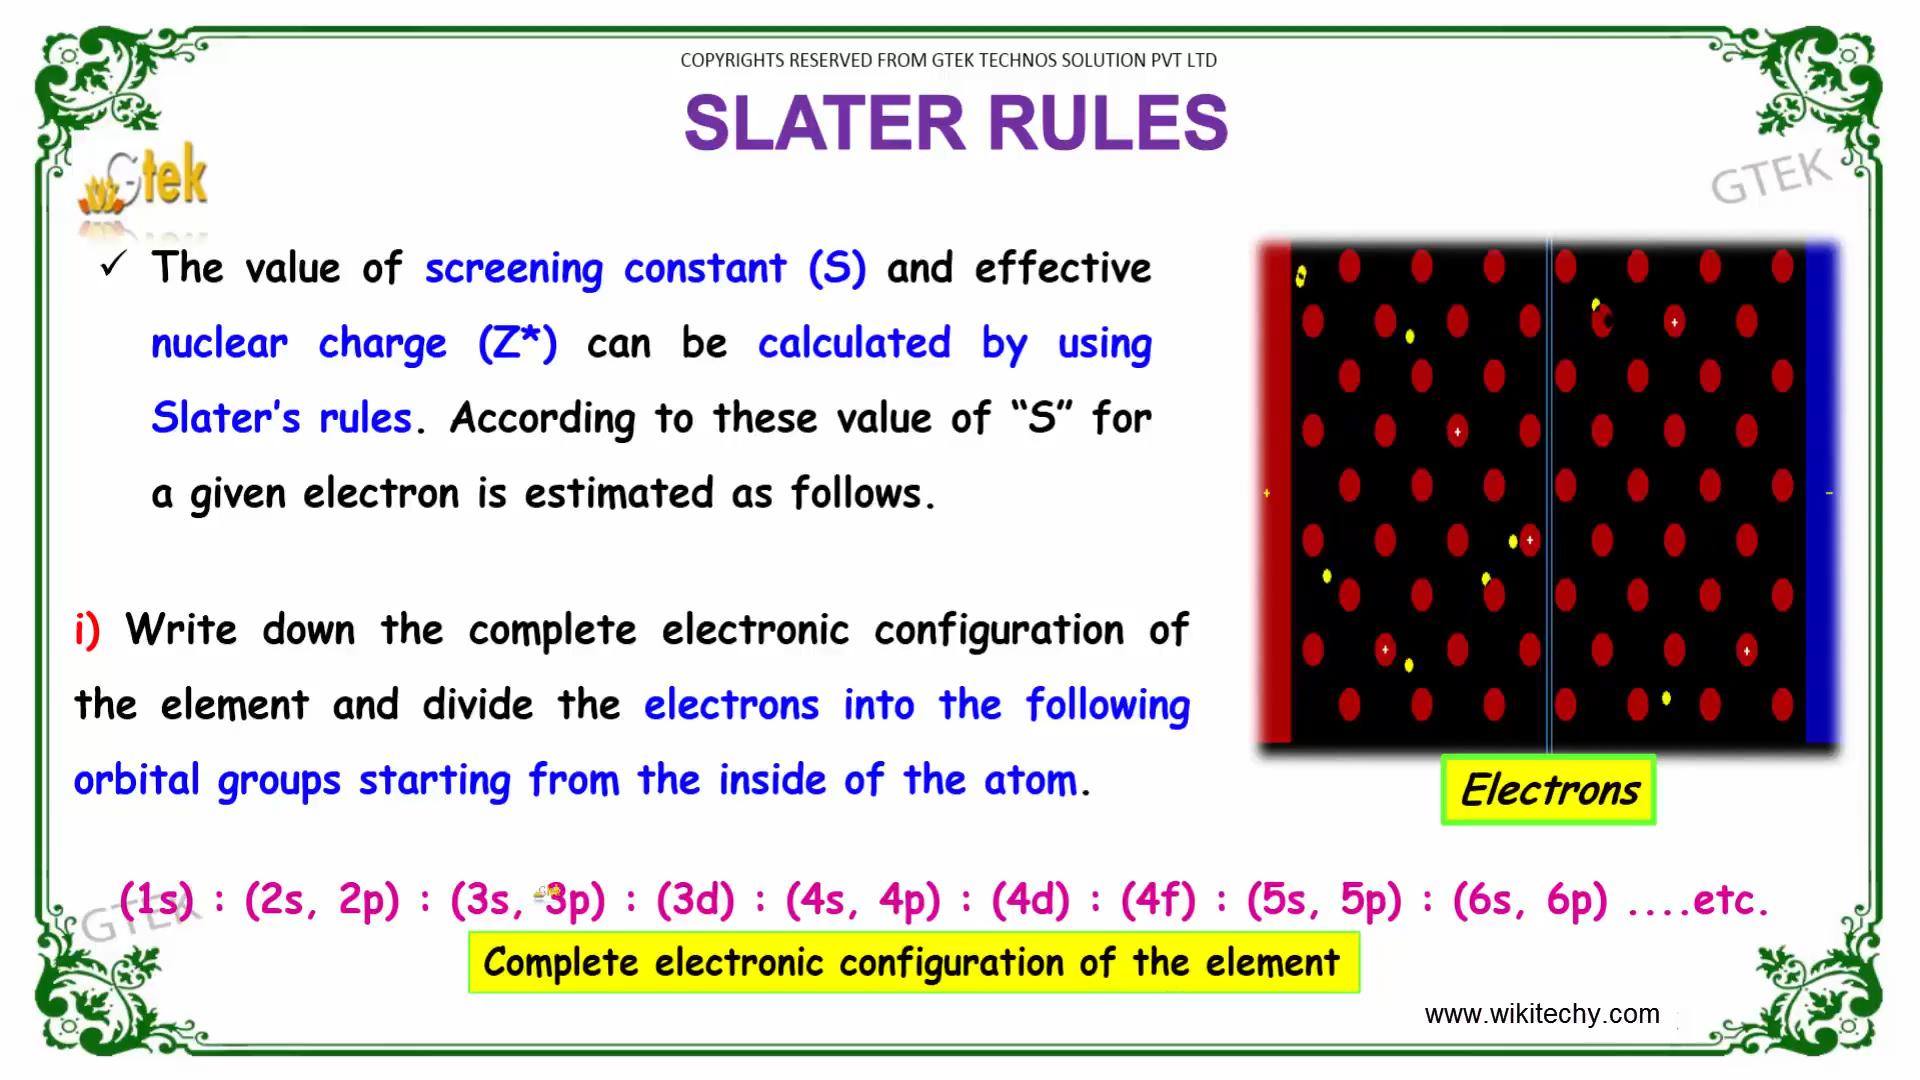 COPYRIGHTS RESERVED FROM GTEK TECHNOS SOLUTION PVT LTD
SLATER RULES
Gtek
GTEK
✓ The value of screening constant (S) and effective
nuclear charge (Z*) can be calculated by using
Slater's rules. According to these value of “S” for
a given electron is estimated as follows.
i) Write down the complete electronic configuration of
the element and divide the electrons into the following
orbital groups starting from the inside of the atom.
Electrons
(1s) : (2s, 2p) : (3s, 3p) : (3d) : (4s, 4p) : (4d) : (4f) : (5s, 5p) : (6s, 6p) ....etc.
GTEK
Complete electronic configuration of the element
www.wikitechy.com